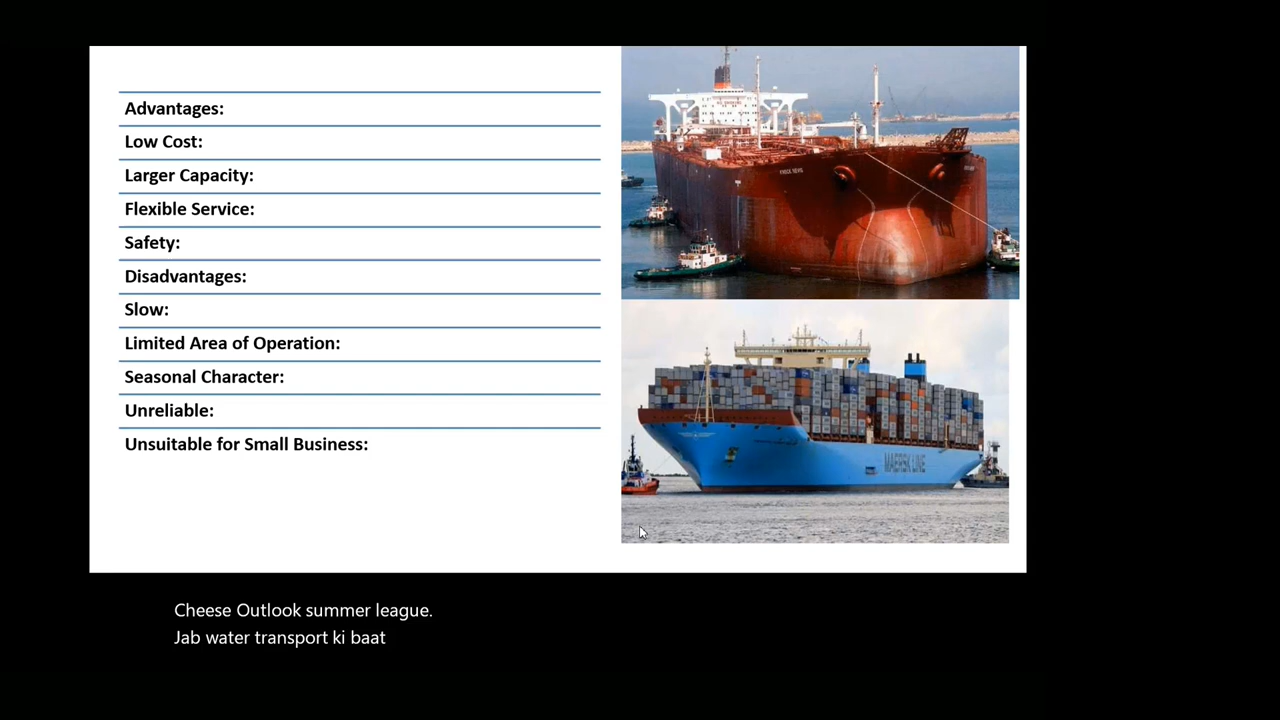 Advantages:
Low Cost:
Larger Capacity:
Flexible Service:
Safety:
Disadvantages:
Slow:
Limited Area of Operation:
Seasonal Character:
Unreliable:
Unsuitable for Small Business:
MAERSK LINE
Cheese Outlook summer league.
Jab water transport ki baat